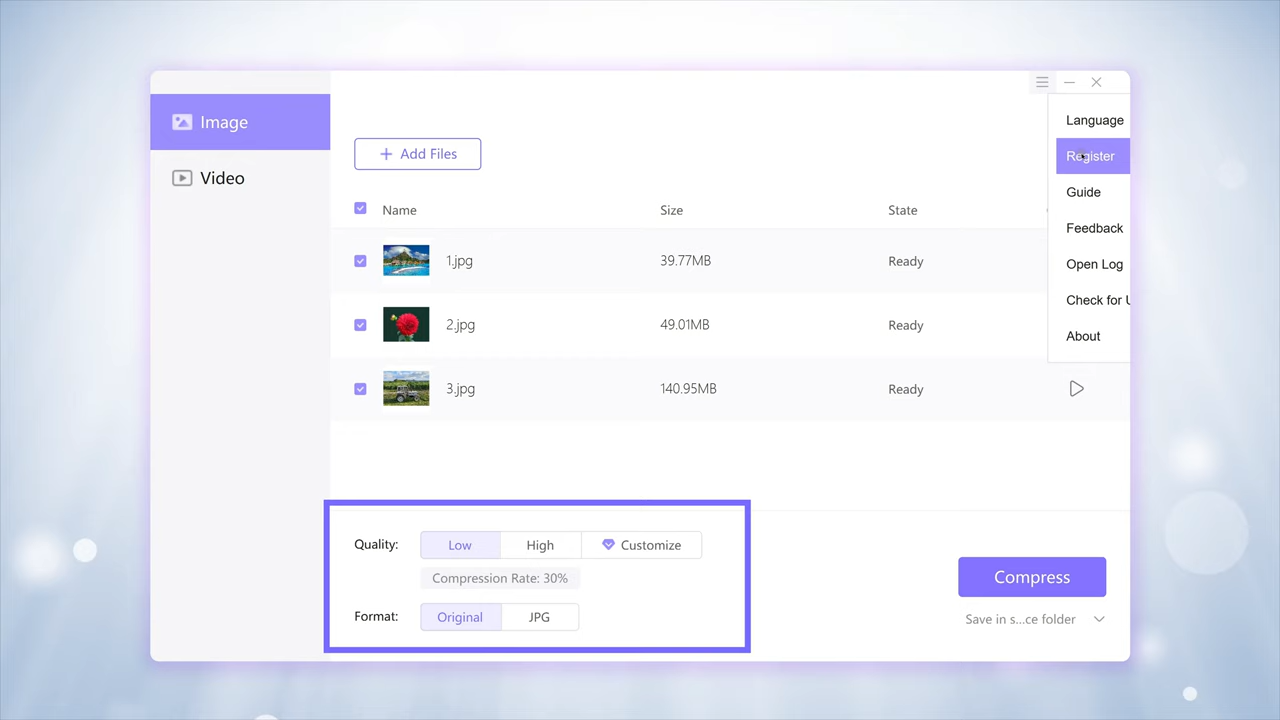 Image
Video
Add Files
Name Size State
1.jpg 39.77MB Ready
2.jpg 49.01MB Ready
3.jpg 140.95MB Ready
Language
Register
Guide
Feedback
Open Log
Check for U
About
Quality: Low High Customize
Compression Rate: 30%
Format: Original JPG
Compress
Save in s...ce folder